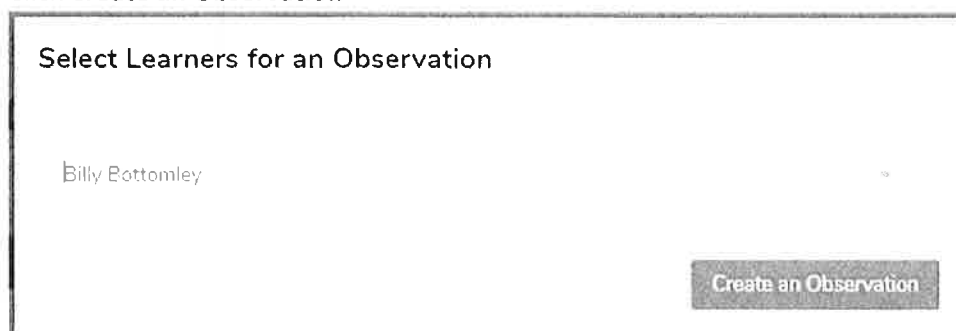 Select Learners for an Observation
Billy Bottomley
Create an Observation